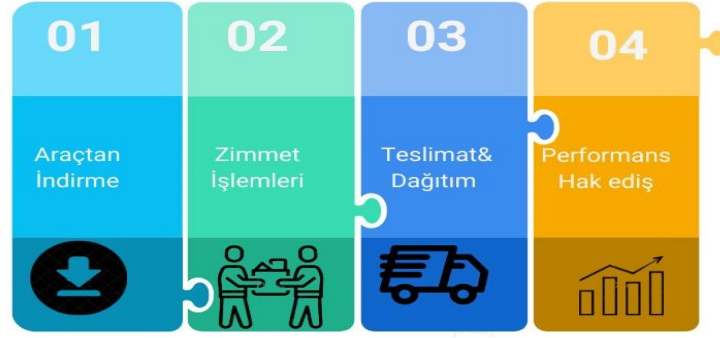 01
Araçtan
İndirme
02
Zimmet
İşlemleri
03
Teslimat&
Dağıtım
04
Performans
Hak ediş